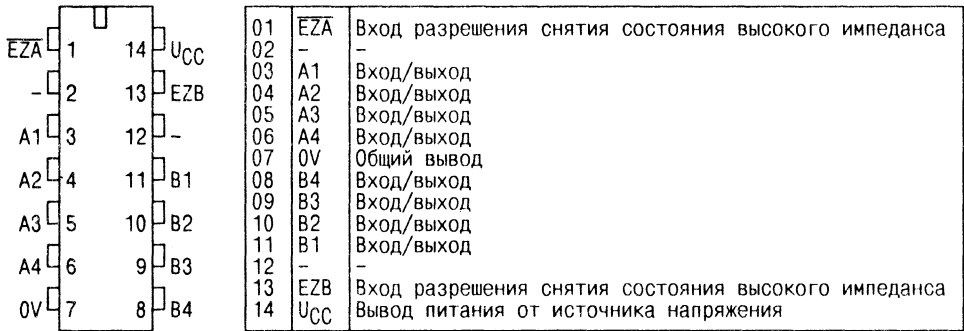 E̅Z̅A̅ 1 14 UCC
- 2 13 EZB
A1 3 12 -
A2 4 11 B1
A3 5 10 B2
A4 6 9 B3
0V 7 8 B4
01 E̅Z̅A̅ Вход разрешения снятия состояния высокого импеданса
02 - -
03 A1 Вход/выход
04 A2 Вход/выход
05 A3 Вход/выход
06 A4 Вход/выход
07 0V Общий вывод
08 B4 Вход/выход
09 B3 Вход/выход
10 B2 Вход/выход
11 B1 Вход/выход
12 - -
13 EZB Вход разрешения снятия состояния высокого импеданса
14 UCC Вывод питания от источника напряжения